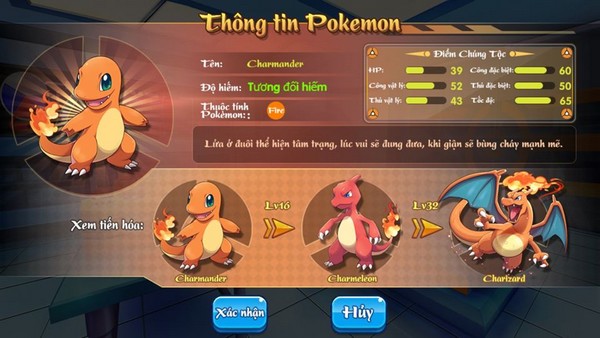 Thông tin Pokemon
Tên: Charmander
Độ hiếm: Tương đối hiếm
Thuộc tính Pokemon: : Fire
Điểm Chủng Tộc
HP: 39 Công đặc biệt: 60
Công vật lý: 52 Thủ đặc biệt: 50
Thủ vật lý: 43 Tốc độ: 65
Lửa ở đuôi thể hiện tâm trạng, lúc vui sẽ đung đưa, khi giận sẽ bùng cháy mạnh mẽ.
Xem tiến hóa:
Lv16
Lv32
Charmander
Charmeleon
Charizard
Xác nhận
Hủy